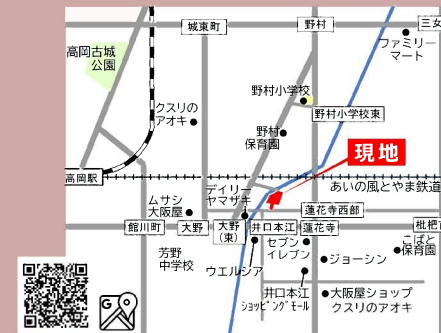 城東町
野村
三女
高岡古城
公園
ファミリー
マート
野村小学校
クスリの
アオキ
野村小学校東
野村
保育園
現地
高岡駅
あいの風とやま鉄道
デイリー
ヤマザキ
ムサシ
大阪屋
蓮花寺西部
館川町
大野
大野
(東)
井口本江
蓮花寺
枇杷
芳野
中学校
セブン
イレブン
こばと
保育園
ウエルシア
ジョーシン
井口本江
ショッピングモール
大阪屋ショップ
クスリのアオキ
G